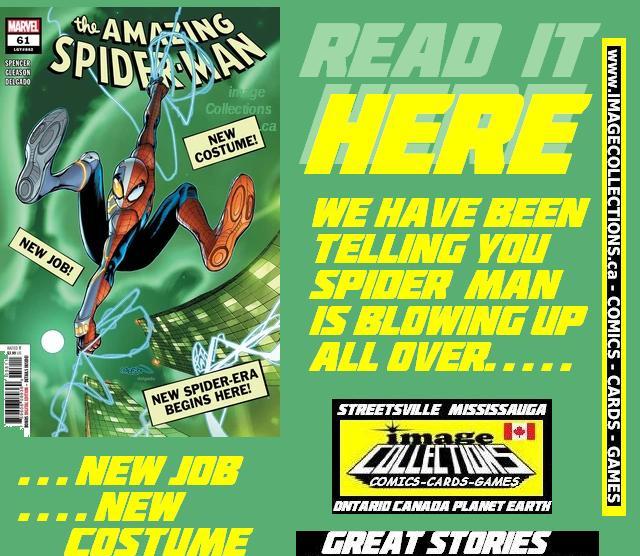 MARVEL
61
LGY#862
SPENCER
GLEASON
DELGADO
the AMAZING
SPIDER-MAN
image
Collections
.ca
NEW
COSTUME!
NEW JOB!
NEW SPIDER-ERA
BEGINS HERE!
READ IT
HERE
WE HAVE BEEN
TELLING YOU
SPIDER MAN
IS BLOWING UP
ALL OVER.....
STREETSVILLE MISSISSAUGA
image
COLLECTIONS
COMICS-CARDS-GAMES
ONTARIO CANADA PLANET EARTH
...NEW JOB
....NEW
COSTUME
GREAT STORIES
www.IMAGECOLLECTIONS.ca - COMICS - CARDS - GAMES